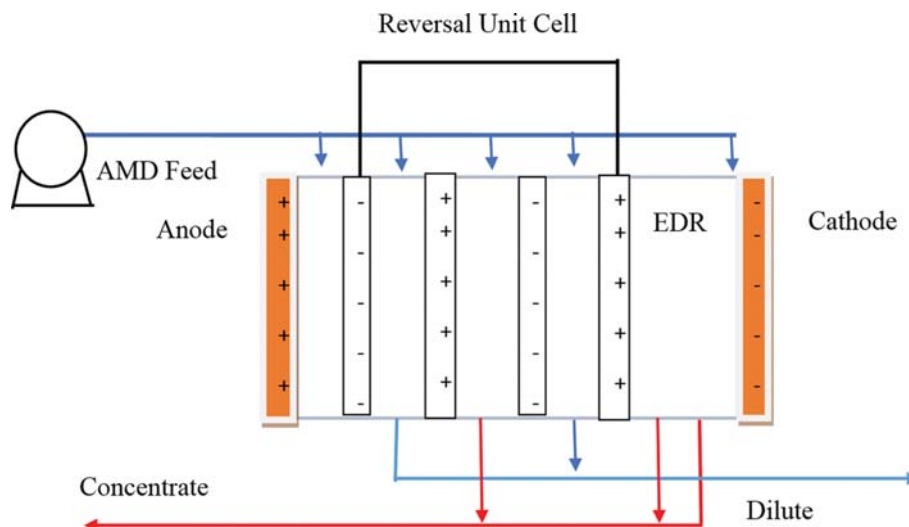 Reversal Unit Cell
AMD Feed
Anode
EDR
Cathode
+ - + - + -
+ - + - + -
+ - + - + -
+ - + - + -
+ - + - + -
Concentrate
Dilute